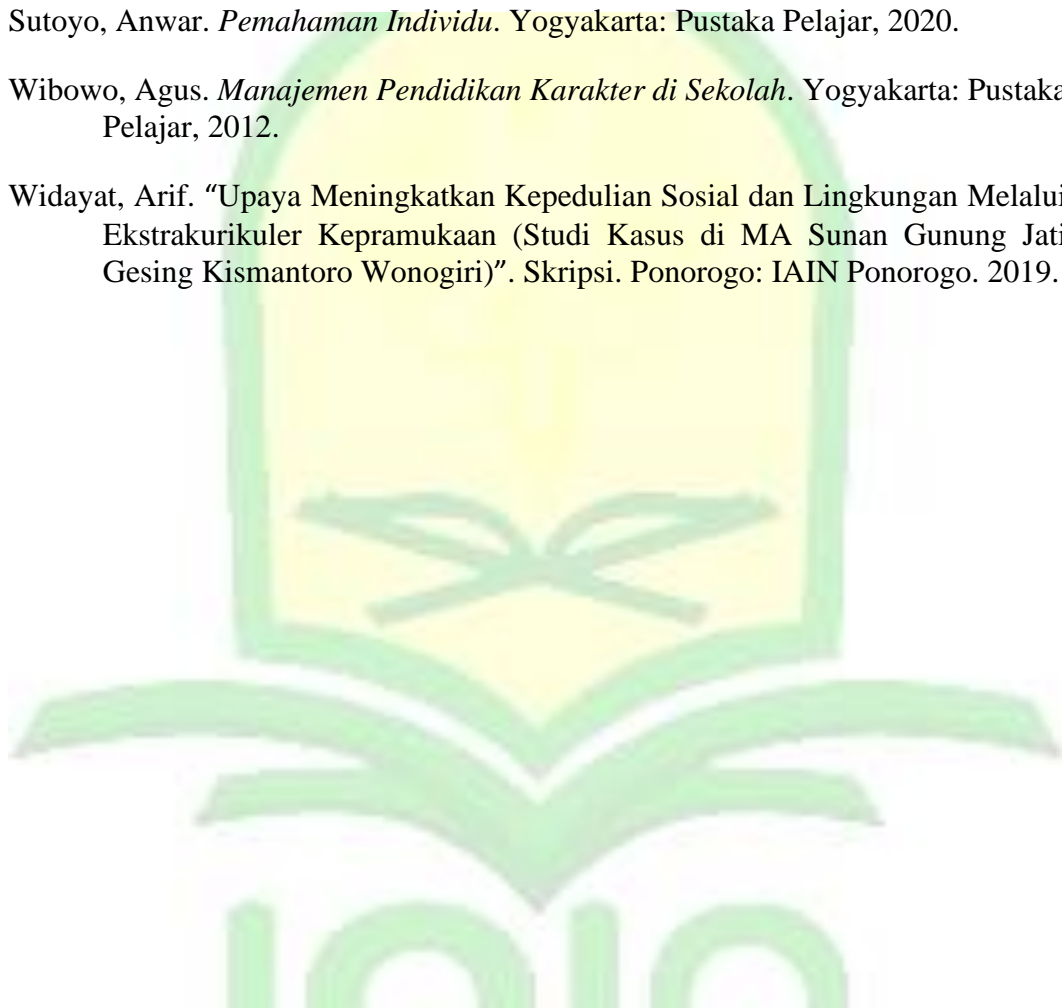 Sutoyo, Anwar. Pemahaman Individu. Yogyakarta: Pustaka Pelajar, 2020.
Wibowo, Agus. Manajemen Pendidikan Karakter di Sekolah. Yogyakarta: Pustaka
Pelajar, 2012.
Widayat, Arif. “Upaya Meningkatkan Kepedulian Sosial dan Lingkungan Melalui
Ekstrakurikuler Kepramukaan (Studi Kasus di MA Sunan Gunung Jati
Gesing Kismantoro Wonogiri)”. Skripsi. Ponorogo: IAIN Ponorogo. 2019.
IAIN